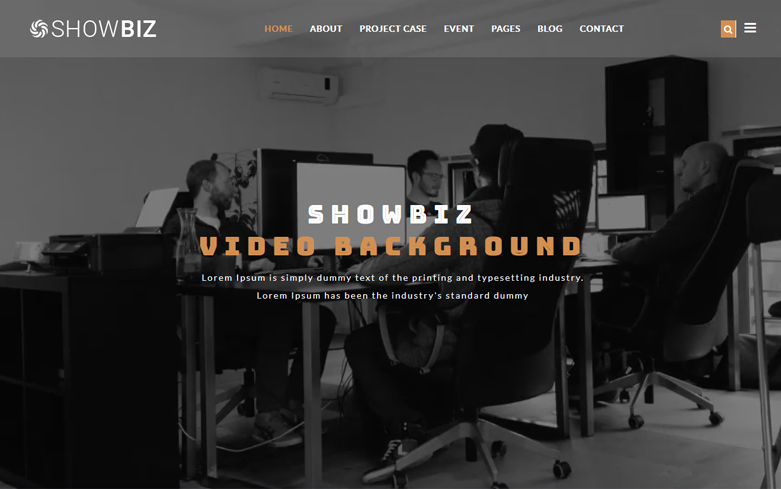 SHOWBIZ
HOME ABOUT PROJECT CASE EVENT PAGES BLOG CONTACT
SHOWBIZ
VIDEO BACKGROUND
Lorem Ipsum is simply dummy text of the printing and typesetting industry.
Lorem Ipsum has been the industry's standard dummy